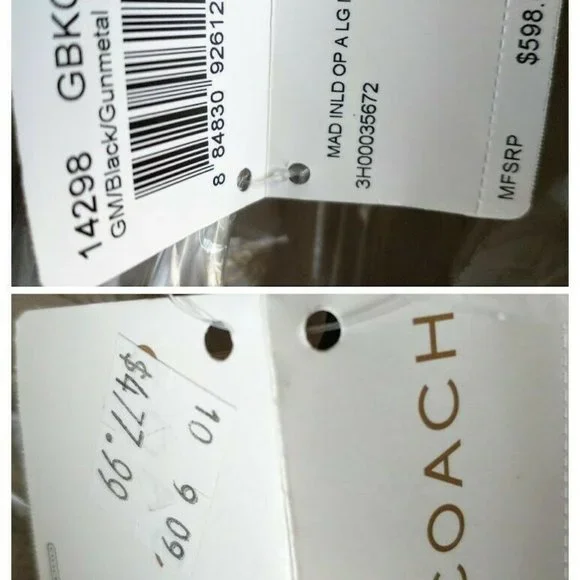 14298 GBKC
GM/Black/Gunmetal
8 84830 92612
MAD INLD OP A LG
3H00035672
MFSRP $598.
$477.99
10 9 09,
COACH